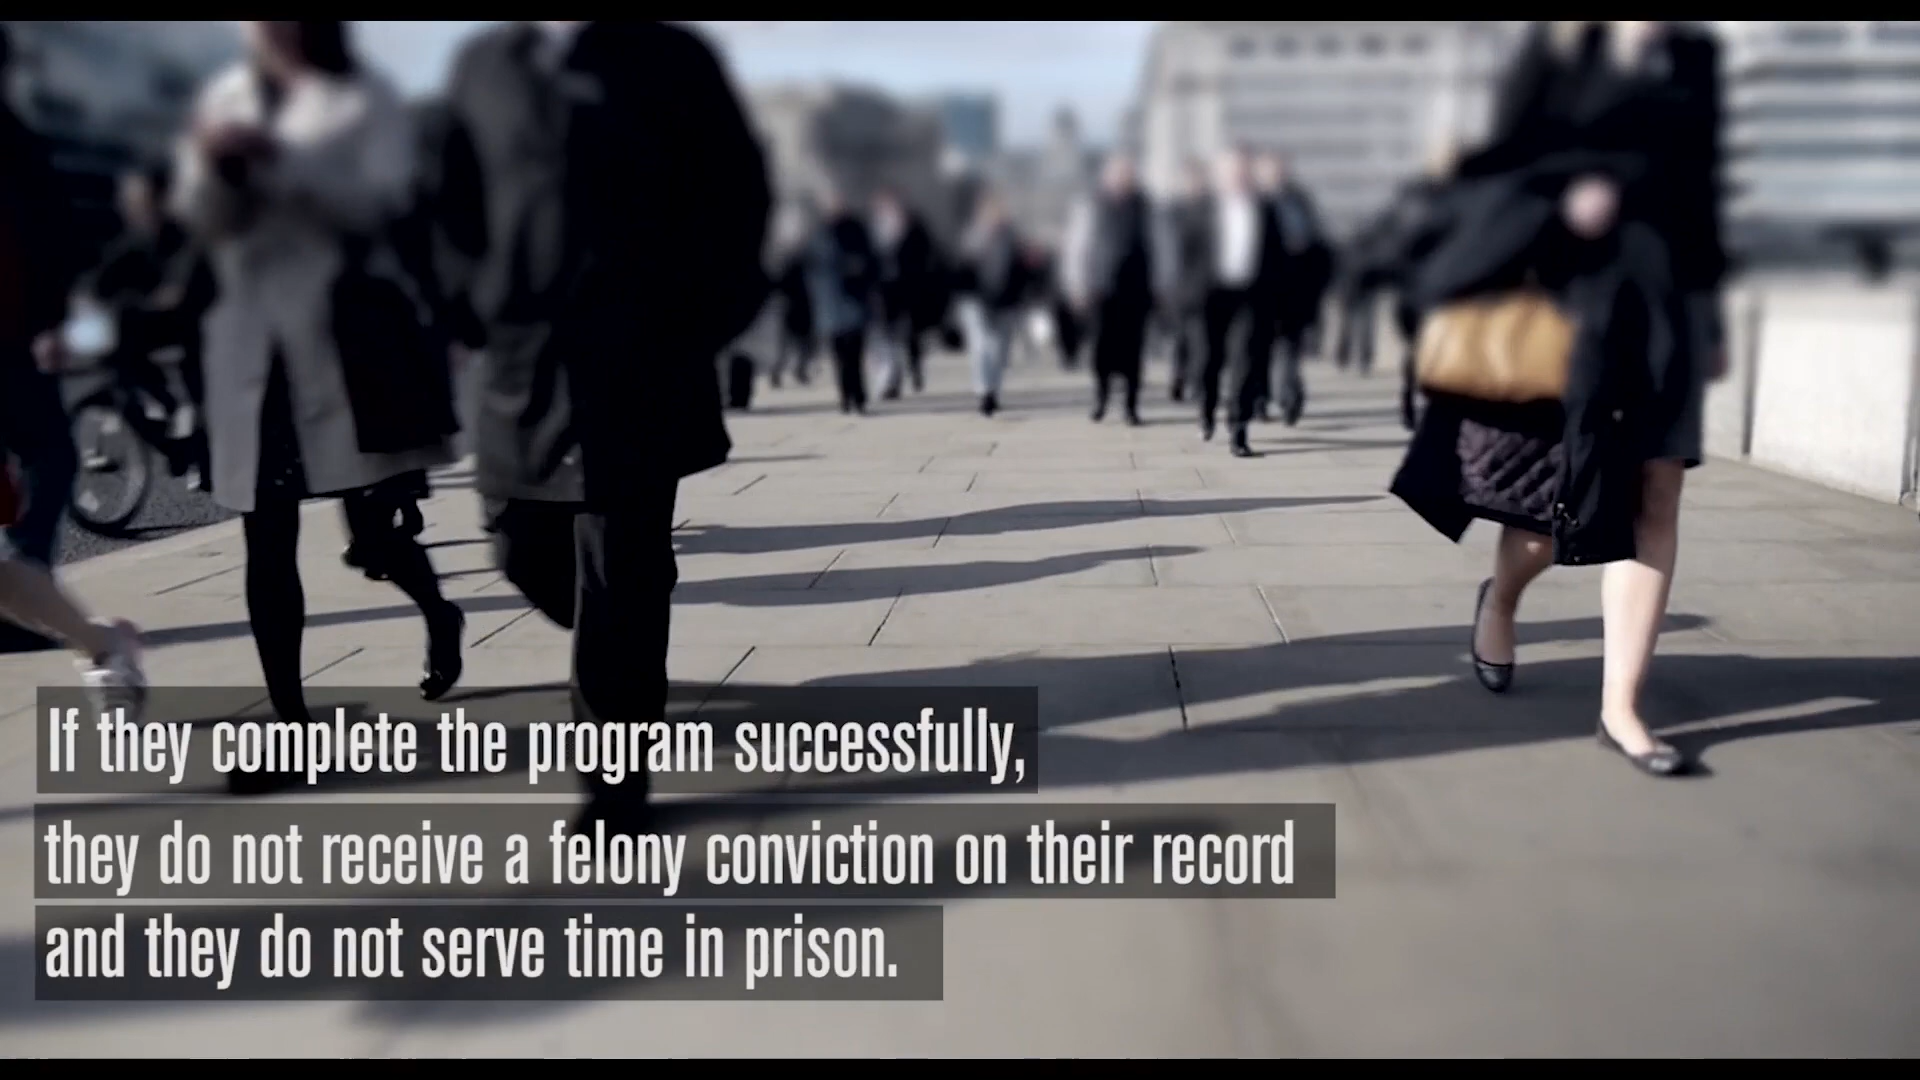 If they complete the program successfully,
they do not receive a felony conviction on their record
and they do not serve time in prison.